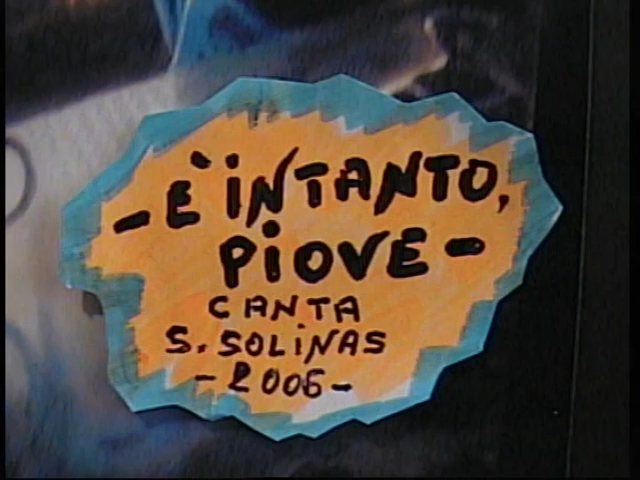 - E' INTANTO,
PIOVE -
CANTA
S. SOLINAS
- 2006 -